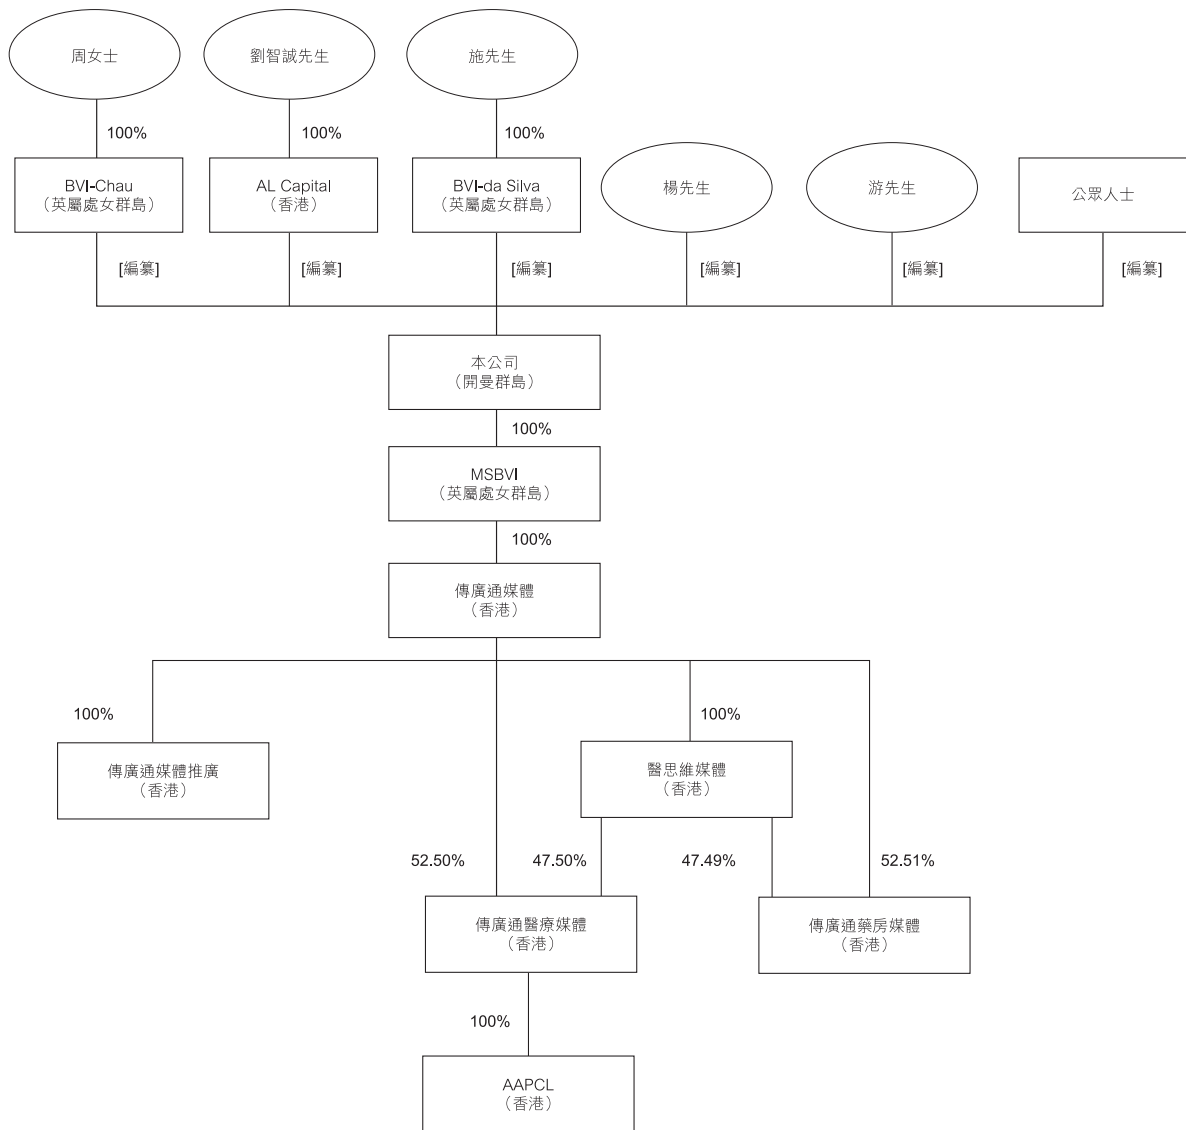 周女士
劉智誠先生
施先生
100%
100%
100%
BVI-Chau
（英屬處女群島）
AL Capital
（香港）
BVI-da Silva
（英屬處女群島）
楊先生
游先生
公眾人士
[編纂]
[編纂]
[編纂]
[編纂]
[編纂]
[編纂]
本公司
（開曼群島）
100%
MSBVI
（英屬處女群島）
100%
傳廣通媒體
（香港）
100%
100%
傳廣通媒體推廣
（香港）
醫思維媒體
（香港）
52.50%
47.50%
47.49%
52.51%
傳廣通醫療媒體
（香港）
傳廣通藥房媒體
（香港）
100%
AAPCL
（香港）